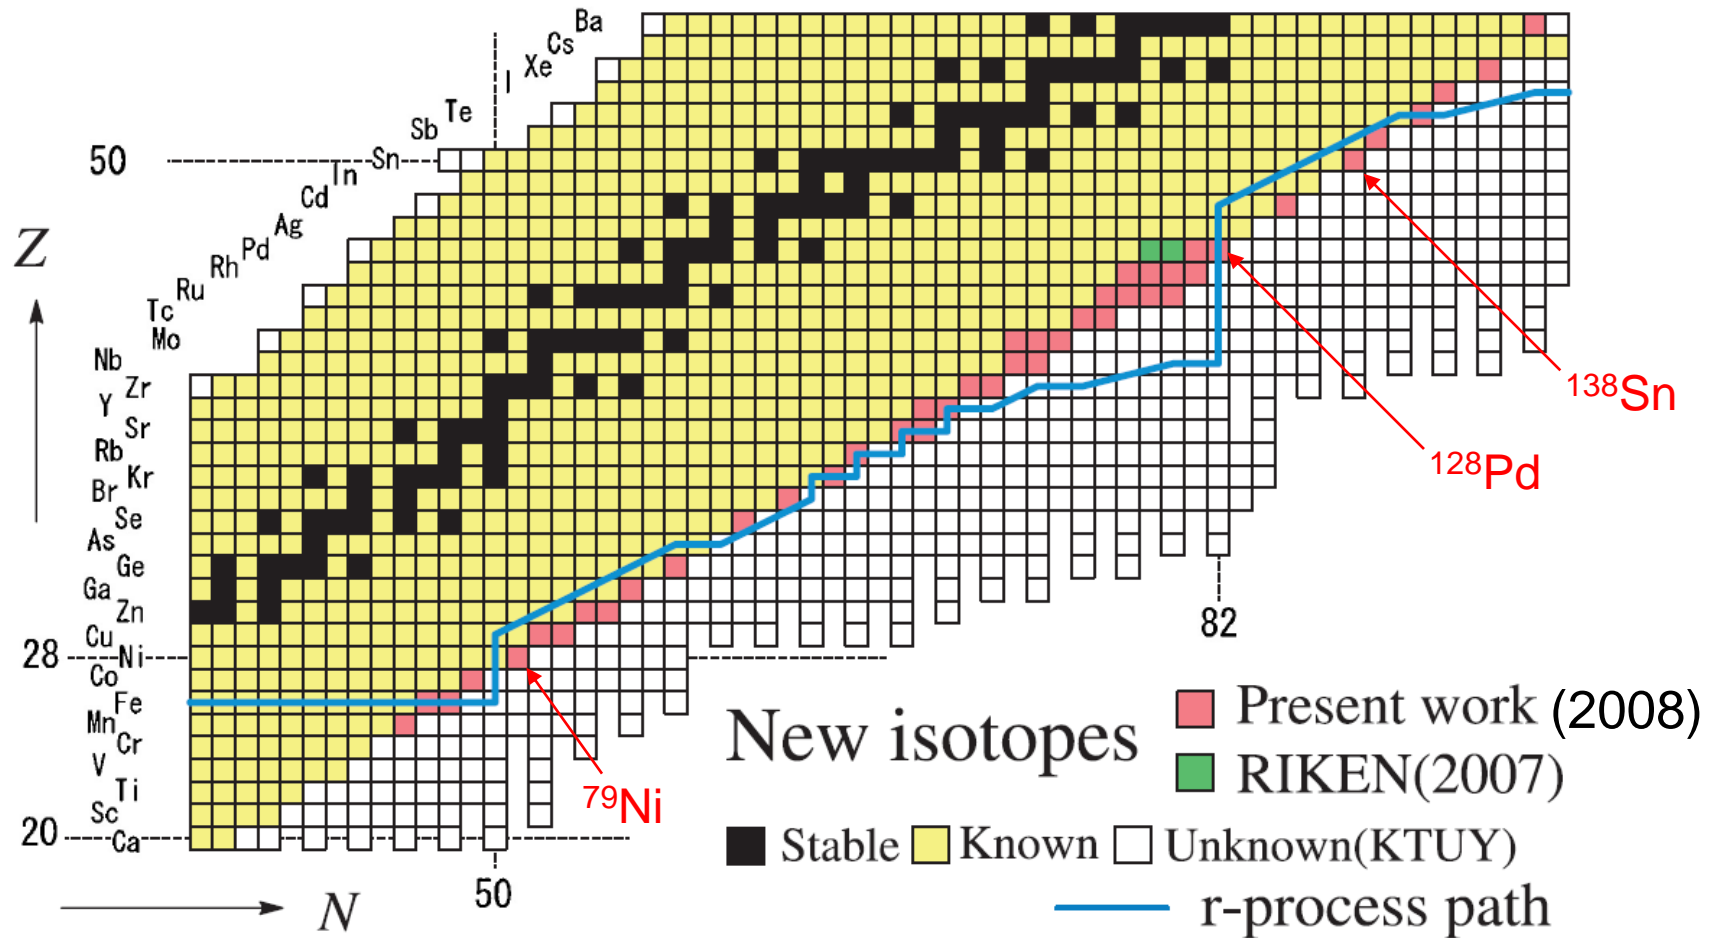 Ba
Cs
Xe
I
Te
Sb
50 Sn
In
Cd
Ag
Pd
Rh
Ru
Tc
Mo
Nb
Zr
Y
Sr
Rb
Kr
Br
Se
As
Ge
Ga
Zn
Cu
28 Ni
Co
Fe
Mn
Cr
V
Ti
Sc
20 Ca
Z
N
50
82
138Sn
128Pd
79Ni
New isotopes
Present work (2008)
RIKEN(2007)
Stable Known Unknown(KTUY)
r-process path